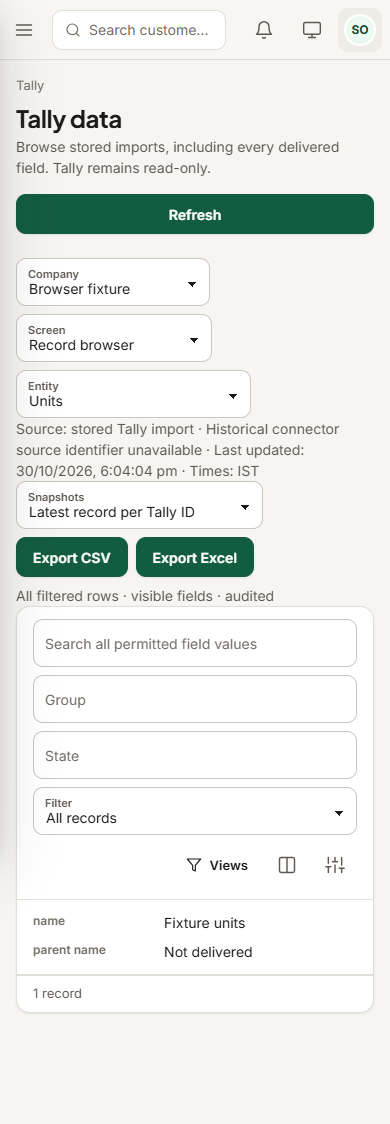 Search custome...
SO
Tally
Tally data
Browse stored imports, including every delivered
field. Tally remains read-only.
Refresh
Company
Browser fixture
Screen
Record browser
Entity
Units
Source: stored Tally import · Historical connector
source identifier unavailable · Last updated:
30/10/2026, 6:04:04 pm · Times: IST
Snapshots
Latest record per Tally ID
Export CSV
Export Excel
All filtered rows · visible fields · audited
Search all permitted field values
Group
State
Filter
All records
Views
name Fixture units
parent name Not delivered
1 record